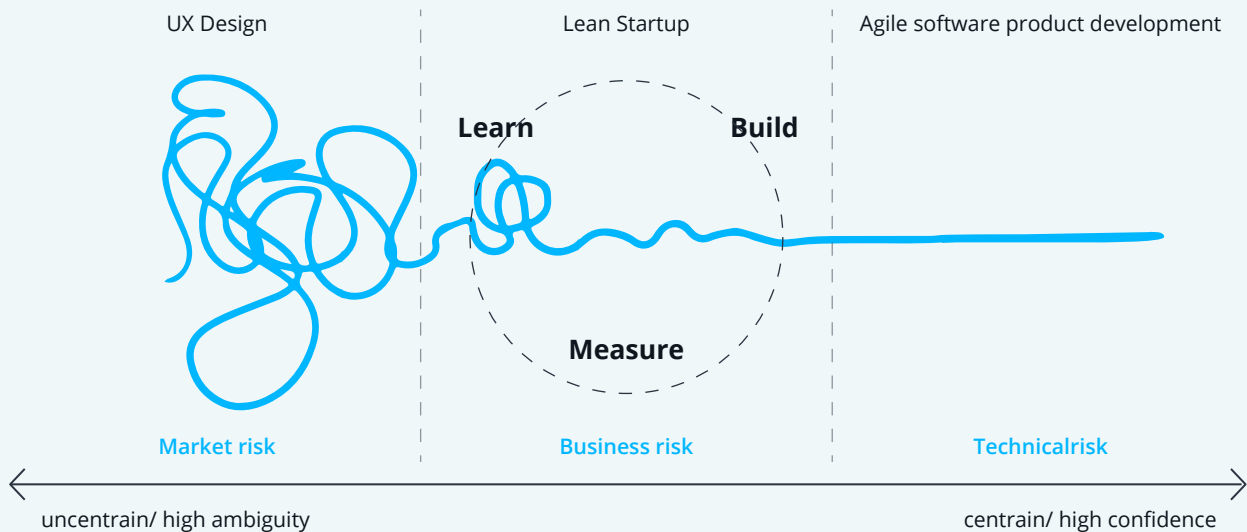 UX Design
Lean Startup
Agile software product development
Learn
Build
Measure
Market risk
Business risk
Technicalrisk
uncentrain/ high ambiguity
centrain/ high confidence